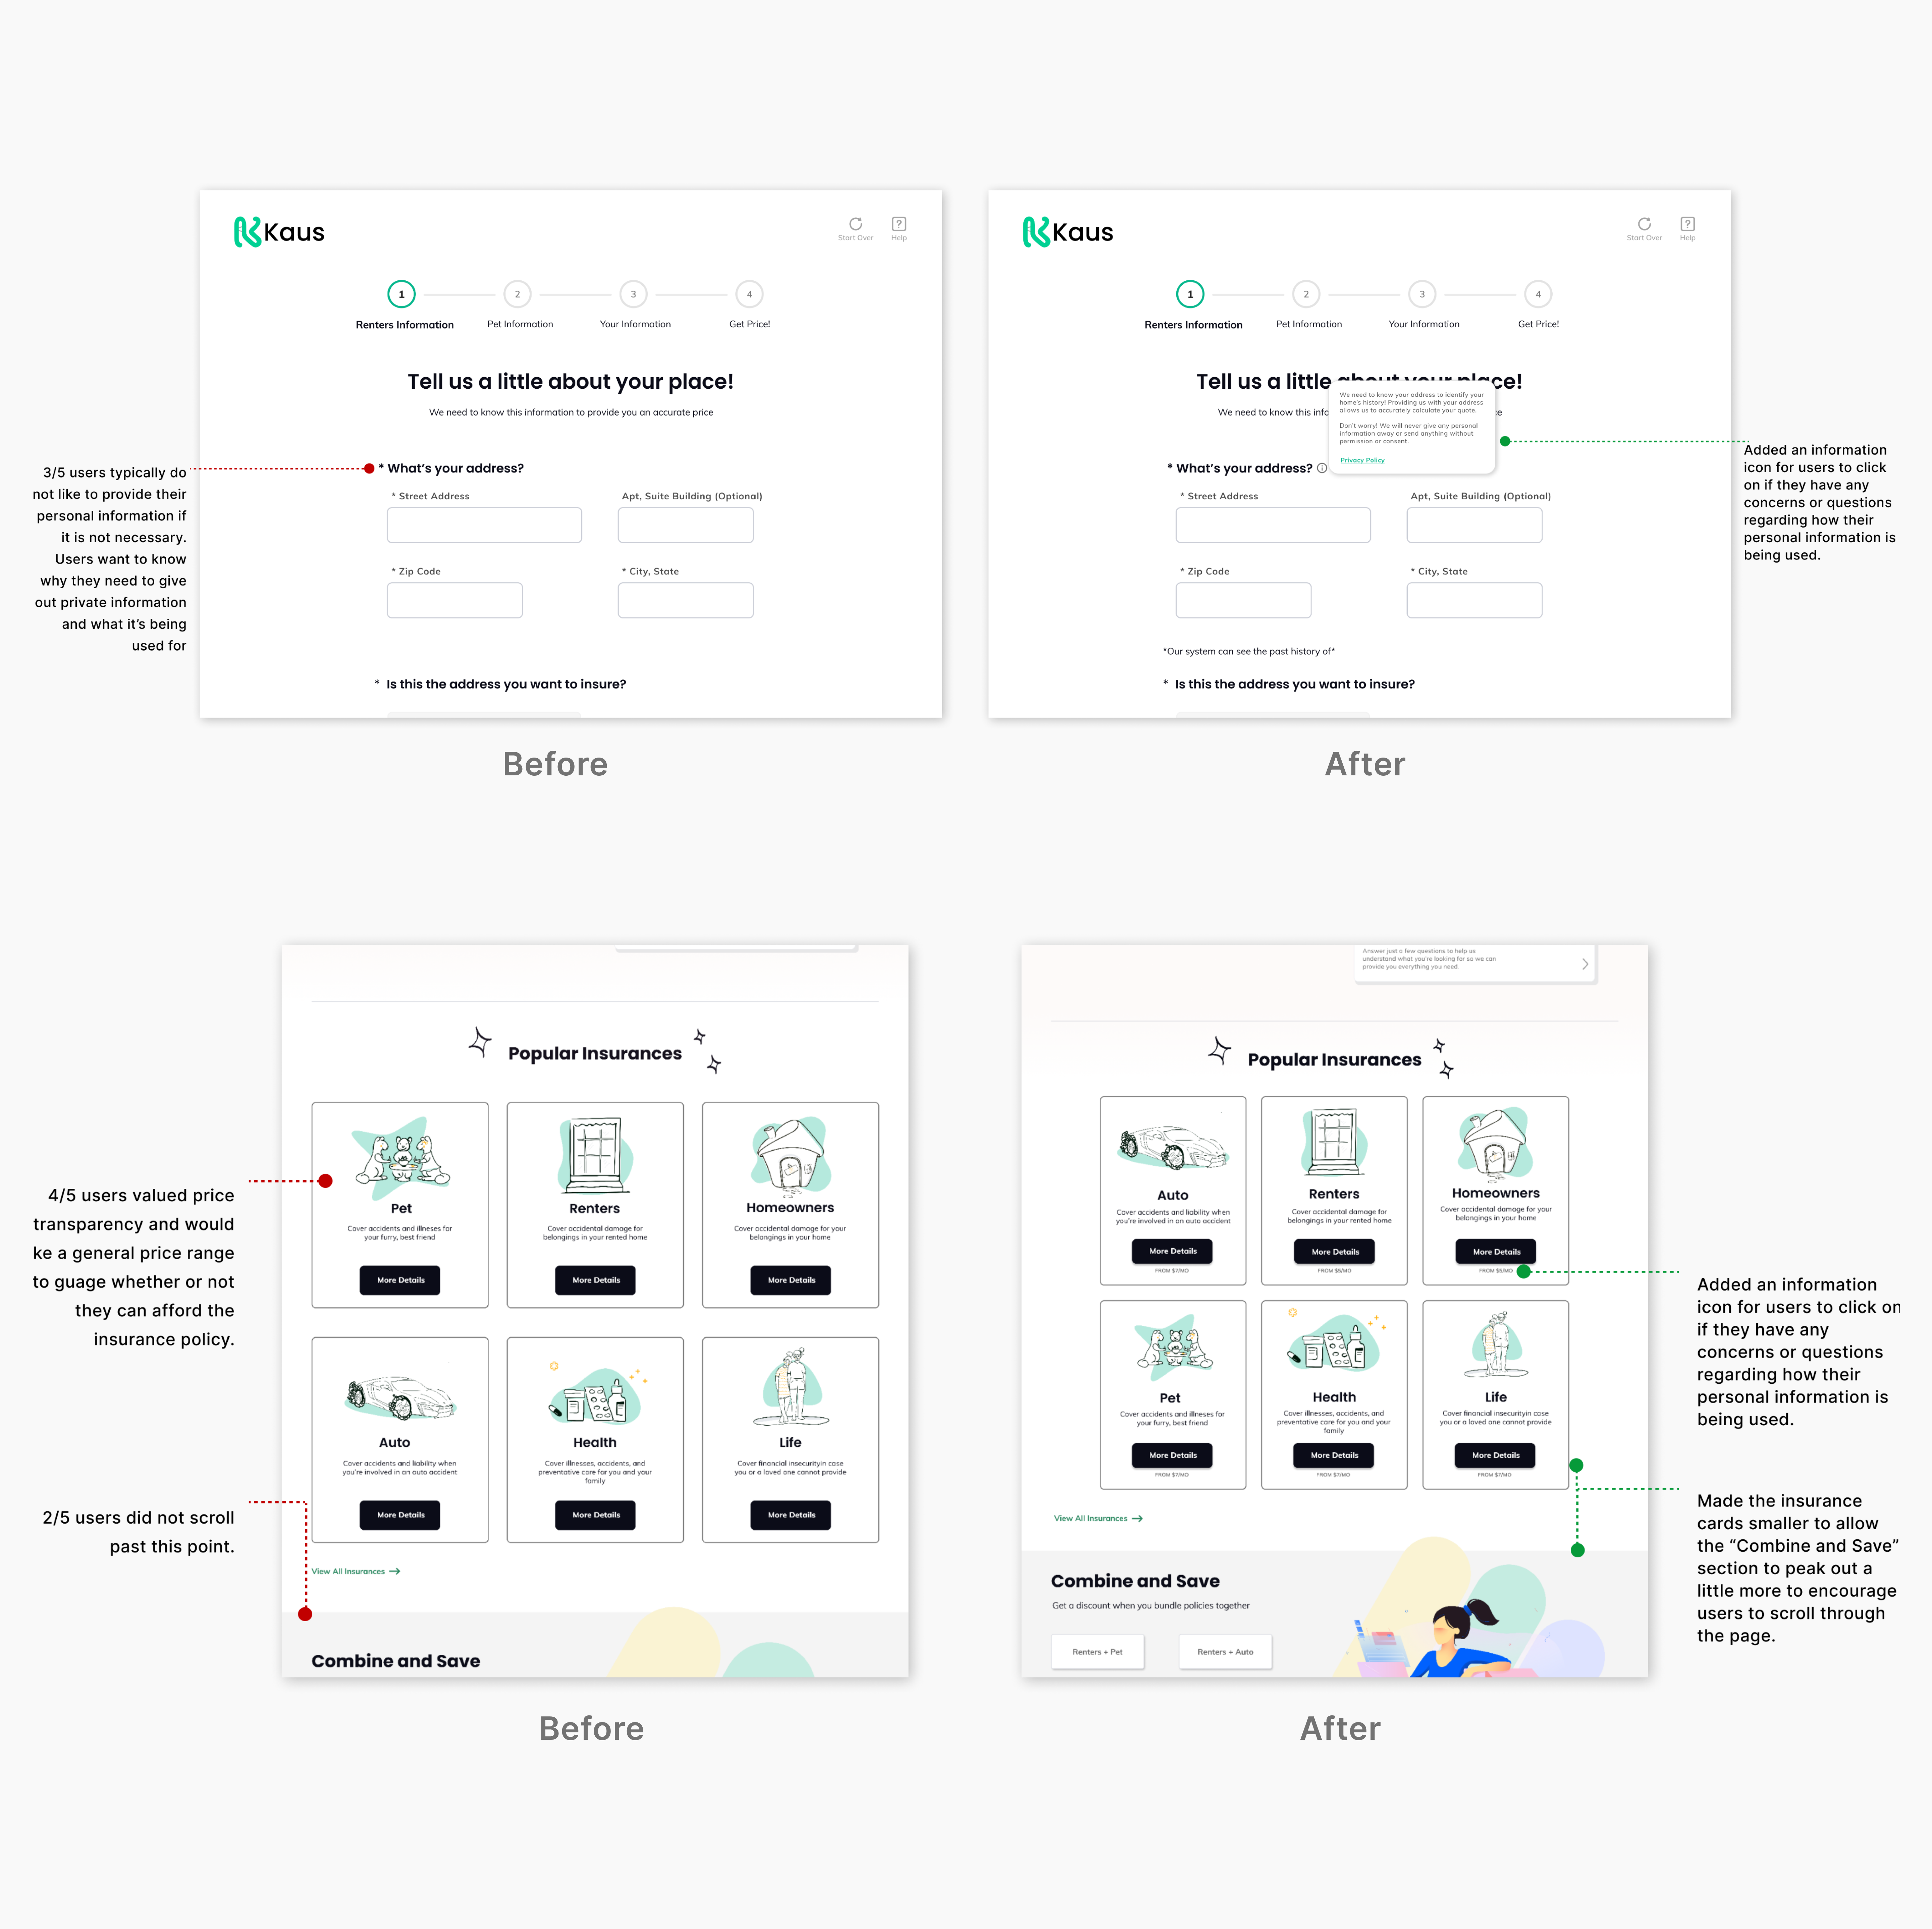 Kaus
Start Over
Help
1
2
3
4
Renters Information
Pet Information
Your Information
Get Price!
Tell us a little about your place!
We need to know this information to provide you an accurate price
* What's your address?
* Street Address
Apt, Suite Building (Optional)
* Zip Code
* City, State
* Is this the address you want to insure?
3/5 users typically do
not like to provide their
personal information if
it is not necessary.
Users want to know
why they need to give
out private information
and what it's being
used for
Before
Kaus
Start Over
Help
1
2
3
4
Renters Information
Pet Information
Your Information
Get Price!
Tell us a little about your place!
We need to know this info
We need to know your address to identify your
home's history! Providing us with your address
allows us to accurately calculate your quote.
Don't worry! We will never give any personal
information away or send anything without
permission or consent.
Privacy Policy
* What's your address?
* Street Address
Apt, Suite Building (Optional)
* Zip Code
* City, State
*Our system can see the past history of*
* Is this the address you want to insure?
Added an information
icon for users to click
on if they have any
concerns or questions
regarding how their
personal information is
being used.
After
Popular Insurances
Pet
Cover accidents and illneses for
your furry, best friend
More Details
Renters
Cover accidental damage for
belongings in your rented home
More Details
Homeowners
Cover accidental damage for your
belongings in your home
More Details
Auto
Cover accidents and liability when
you're involved in an auto accident
More Details
Health
Cover illnesses, accidents, and
preventative care for you and your
family
More Details
Life
Cover financial insecurityin case
you or a loved one cannot provide
More Details
View All Insurances
Combine and Save
4/5 users valued price
transparency and would
ke a general price range
to guage whether or not
they can afford the
insurance policy.
2/5 users did not scroll
past this point.
Before
Answer just a few questions to help us
understand what you're looking for so we can
provide you everything you need
Popular Insurances
Auto
Cover accidents and liability when
you're involved in an auto accident
More Details
FROM $7/MO
Renters
Cover accidental damage for
belongings in your rented home
More Details
FROM $5/MO
Homeowners
Cover accidental damage for your
belongings in your home
More Details
FROM $5/MO
Pet
Cover accidents and illneses for
your furry, best friend
More Details
FROM $7/MO
Health
Cover illnesses, accidents, and
preventative care for you and your
family
More Details
FROM $7/MO
Life
Cover financial insecurityin case
you or a loved one cannot provide
More Details
FROM $7/MO
View All Insurances
Combine and Save
Get a discount when you bundle policies together
Renters + Pet
Renters + Auto
Added an information
icon for users to click on
if they have any
concerns or questions
regarding how their
personal information is
being used.
Made the insurance
cards smaller to allow
the “Combine and Save”
section to peak out a
little more to encourage
users to scroll through
the page.
After